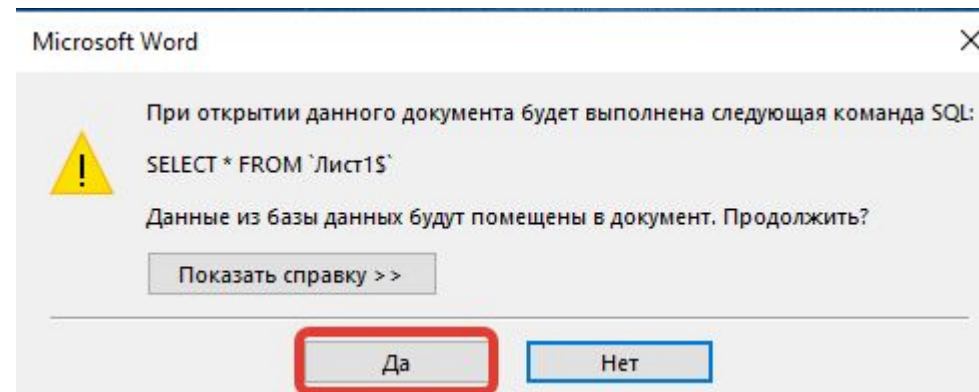 Microsoft Word
При открытии данного документа будет выполнена следующая команда SQL:
SELECT * FROM `Лист1$`
Данные из базы данных будут помещены в документ. Продолжить?
Показать справку >>
Да
Нет